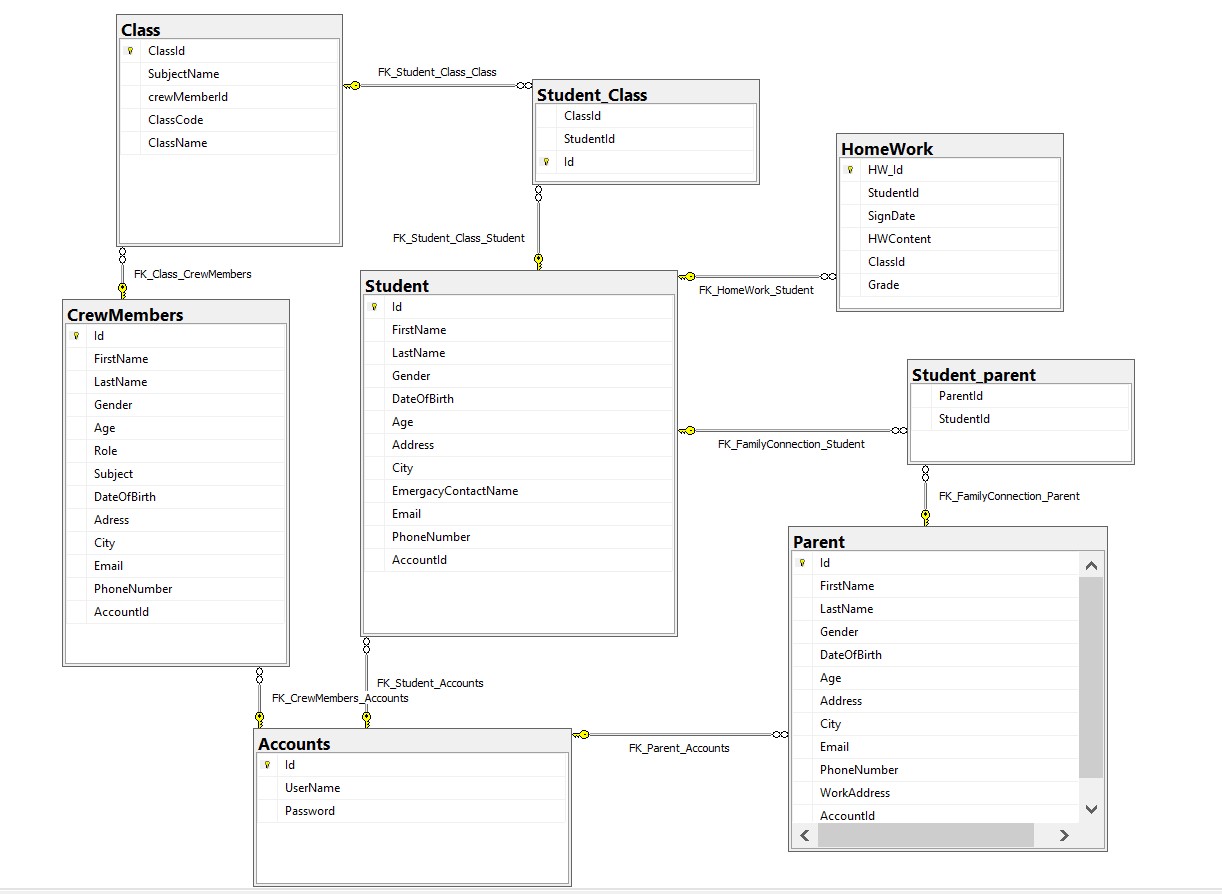 Class
ClassId
SubjectName
crewMemberId
ClassCode
ClassName
FK_Student_Class_Class
Student_Class
ClassId
StudentId
Id
HomeWork
HW_Id
StudentId
SignDate
HWContent
ClassId
Grade
FK_Student_Class_Student
FK_Class_CrewMembers
FK_HomeWork_Student
CrewMembers
Id
FirstName
LastName
Gender
Age
Role
Subject
DateOfBirth
Adress
City
Email
PhoneNumber
AccountId
Student
Id
FirstName
LastName
Gender
DateOfBirth
Age
Address
City
EmergacyContactName
Email
PhoneNumber
AccountId
Student_parent
ParentId
StudentId
FK_FamilyConnection_Student
FK_FamilyConnection_Parent
Parent
Id
FirstName
LastName
Gender
DateOfBirth
Age
Address
City
Email
PhoneNumber
WorkAddress
AccountId
FK_Student_Accounts
FK_CrewMembers_Accounts
FK_Parent_Accounts
Accounts
Id
UserName
Password